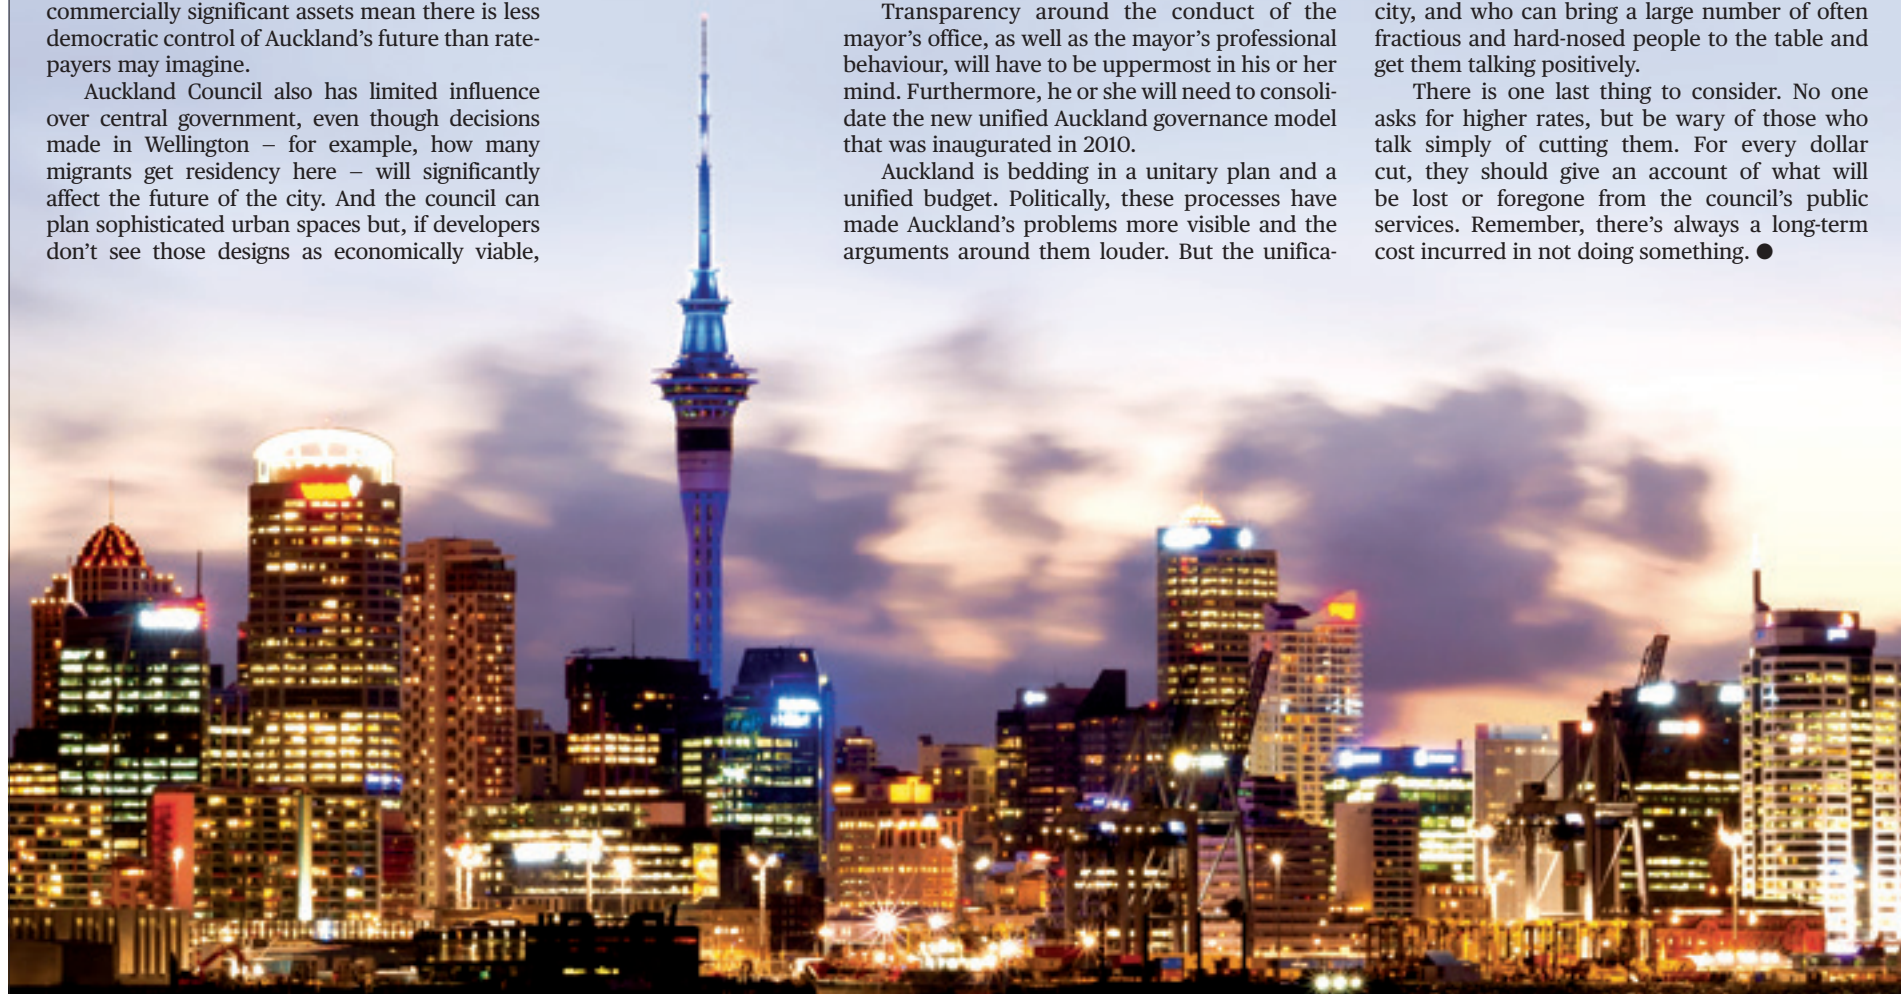 commercially significant assets mean there is less
democratic control of Auckland's future than rate-
payers may imagine.
Auckland Council also has limited influence
over central government, even though decisions
made in Wellington – for example, how many
migrants get residency here – will significantly
affect the future of the city. And the council can
plan sophisticated urban spaces but, if developers
don't see those designs as economically viable,
Transparency around the conduct of the
mayor's office, as well as the mayor's professional
behaviour, will have to be uppermost in his or her
mind. Furthermore, he or she will need to consoli-
date the new unified Auckland governance model
that was inaugurated in 2010.
Auckland is bedding in a unitary plan and a
unified budget. Politically, these processes have
made Auckland's problems more visible and the
arguments around them louder. But the unifica-
city, and who can bring a large number of often
fractious and hard-nosed people to the table and
get them talking positively.
There is one last thing to consider. No one
asks for higher rates, but be wary of those who
talk simply of cutting them. For every dollar
cut, they should give an account of what will
be lost or foregone from the council's public
services. Remember, there's always a long-term
cost incurred in not doing something. ●